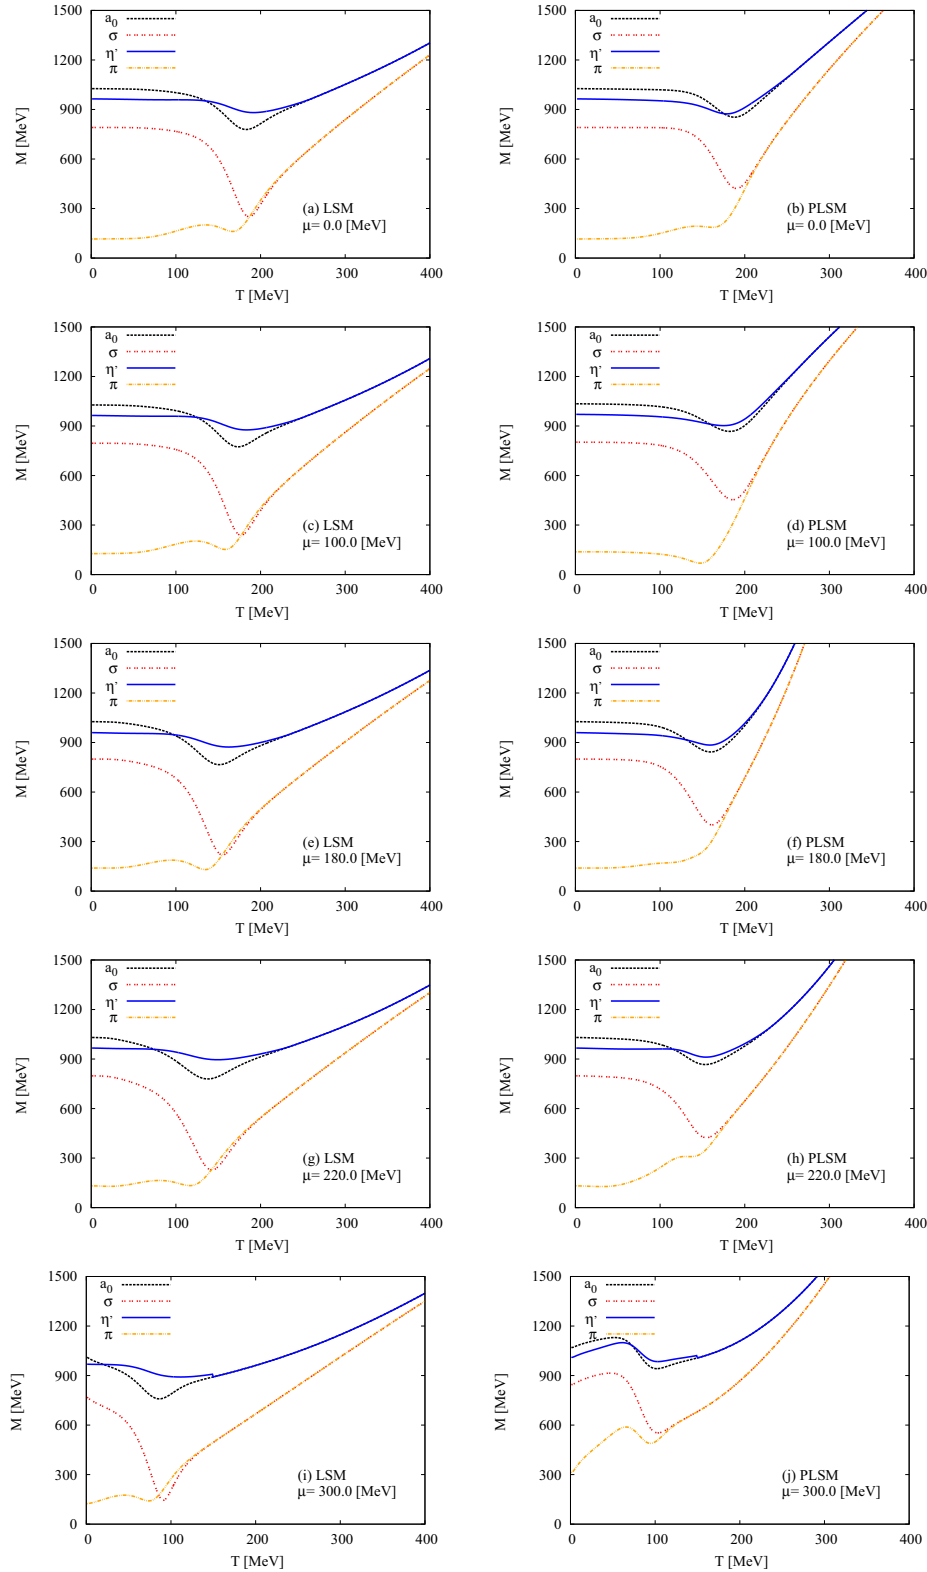 1500
1200
900
600
300
0
M [MeV]
a0
σ
η'
π
(a) LSM
μ= 0.0 [MeV]
0 100 200 300 400
T [MeV]
1500
1200
900
600
300
0
M [MeV]
a0
σ
η'
π
(b) PLSM
μ= 0.0 [MeV]
0 100 200 300 400
T [MeV]
1500
1200
900
600
300
0
M [MeV]
a0
σ
η'
π
(c) LSM
μ= 100.0 [MeV]
0 100 200 300 400
T [MeV]
1500
1200
900
600
300
0
M [MeV]
a0
σ
η'
π
(d) PLSM
μ= 100.0 [MeV]
0 100 200 300 400
T [MeV]
1500
1200
900
600
300
0
M [MeV]
a0
σ
η'
π
(e) LSM
μ= 180.0 [MeV]
0 100 200 300 400
T [MeV]
1500
1200
900
600
300
0
M [MeV]
a0
σ
η'
π
(f) PLSM
μ= 180.0 [MeV]
0 100 200 300 400
T [MeV]
1500
1200
900
600
300
0
M [MeV]
a0
σ
η'
π
(g) LSM
μ= 220.0 [MeV]
0 100 200 300 400
T [MeV]
1500
1200
900
600
300
0
M [MeV]
a0
σ
η'
π
(h) PLSM
μ= 220.0 [MeV]
0 100 200 300 400
T [MeV]
1500
1200
900
600
300
0
M [MeV]
a0
σ
η'
π
(i) LSM
μ= 300.0 [MeV]
0 100 200 300 400
T [MeV]
1500
1200
900
600
300
0
M [MeV]
a0
σ
η'
π
(j) PLSM
μ= 300.0 [MeV]
0 100 200 300 400
T [MeV]